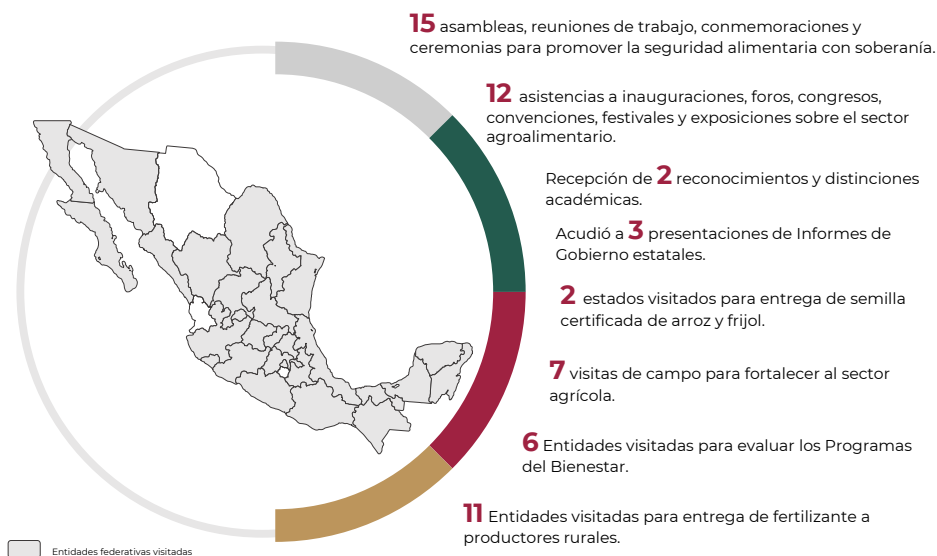 15 asambleas, reuniones de trabajo, conmemoraciones y
ceremonias para promover la seguridad alimentaria con soberanía.
12 asistencias a inauguraciones, foros, congresos,
convenciones, festivales y exposiciones sobre el sector
agroalimentario.
Recepción de 2 reconocimientos y distinciones
académicas.
Acudió a 3 presentaciones de Informes de
Gobierno estatales.
2 estados visitados para entrega de semilla
certificada de arroz y frijol.
7 visitas de campo para fortalecer al sector
agrícola.
6 Entidades visitadas para evaluar los Programas
del Bienestar.
11 Entidades visitadas para entrega de fertilizante a
productores rurales.
Entidades federativas visitadas